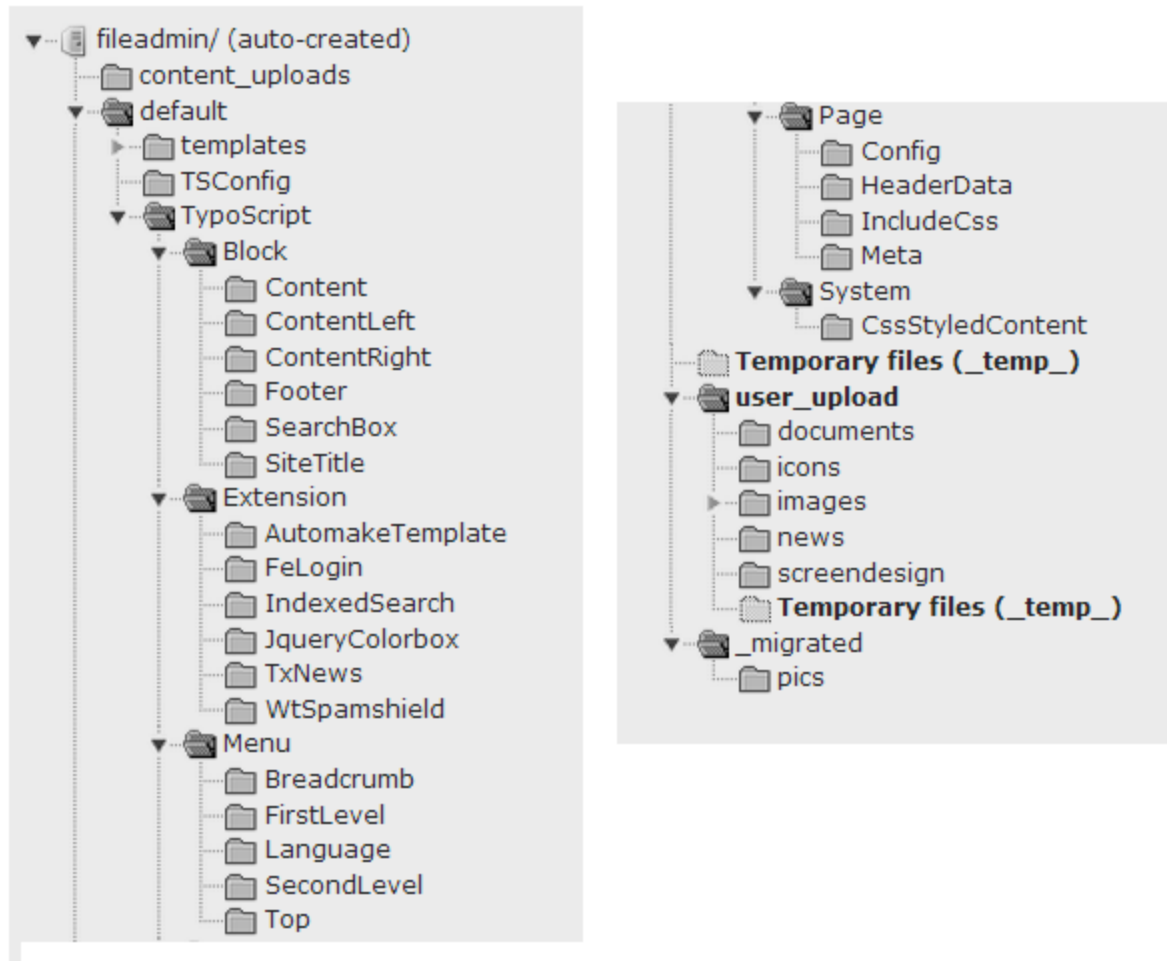 fileadmin/ (auto-created)
content_uploads
default
templates
TSConfig
TypoScript
Block
Content
ContentLeft
ContentRight
Footer
SearchBox
SiteTitle
Extension
AutomakeTemplate
FeLogin
IndexedSearch
JqueryColorbox
TxNews
WtSpamshield
Menu
Breadcrumb
FirstLevel
Language
SecondLevel
Top
Page
Config
HeaderData
IncludeCss
Meta
System
CssStyledContent
Temporary files (_temp_)
user_upload
documents
icons
images
news
screendesign
Temporary files (_temp_)
_migrated
pics